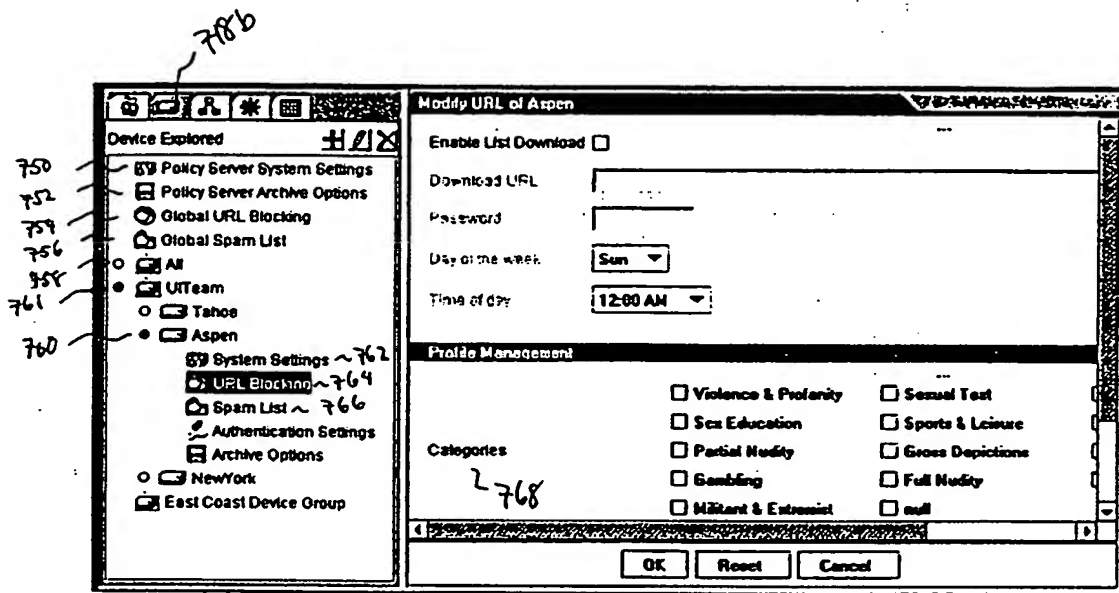 718b
Modify URL of Aspen
Device Explored
750 Policy Server System Settings
752 Policy Server Archive Options
754 Global URL Blocking
756 Global Spam List
758 All
761 UITeam
Tahoe
760 Aspen
System Settings ~762
URL Blocking ~764
Spam List ~ 766
Authentication Settings
Archive Options
NewYork
East Coast Device Group
Enable List Download
Download URL
Password
Day of the week Sun
Time of day 12:00 AM
Profile Management
Categories
768
Violence & Profanity Sexual Text
Sex Education Sports & Leisure
Partial Nudity Gross Depictions
Gambling Full Nudity
Militant & Extremist null
OK Reset Cancel